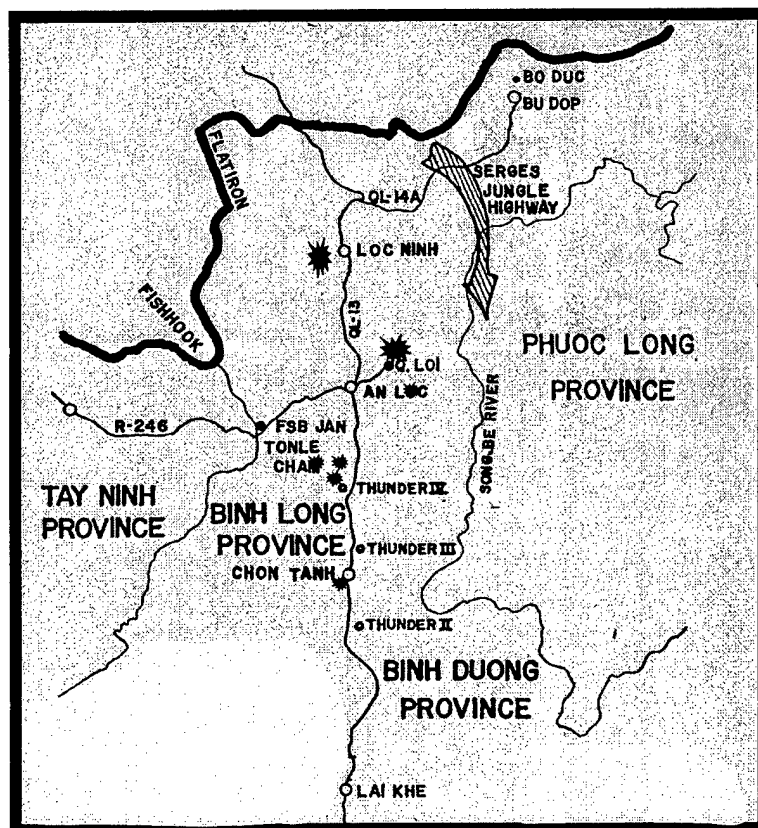 BO DUC
BU DOP
FLATIRON
SERGES
JUNGLE
HIGHWAY
QL-14A
LOC NINH
FISHHOOK
QL-13
LOI
PHUOC LONG
PROVINCE
AN LOC
R-246
FSB JAN
TONLE
CHAM
SONG BE RIVER
THUNDER IV
TAY NINH
PROVINCE
BINH LONG
PROVINCE
THUNDER III
CHON TANH
THUNDER II
BINH DUONG
PROVINCE
LAI KHE